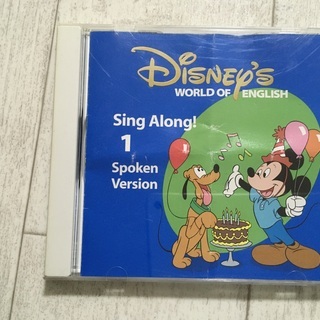 Disney's
WORLD OF ENGLISH
Sing Along!
1
Spoken
Version